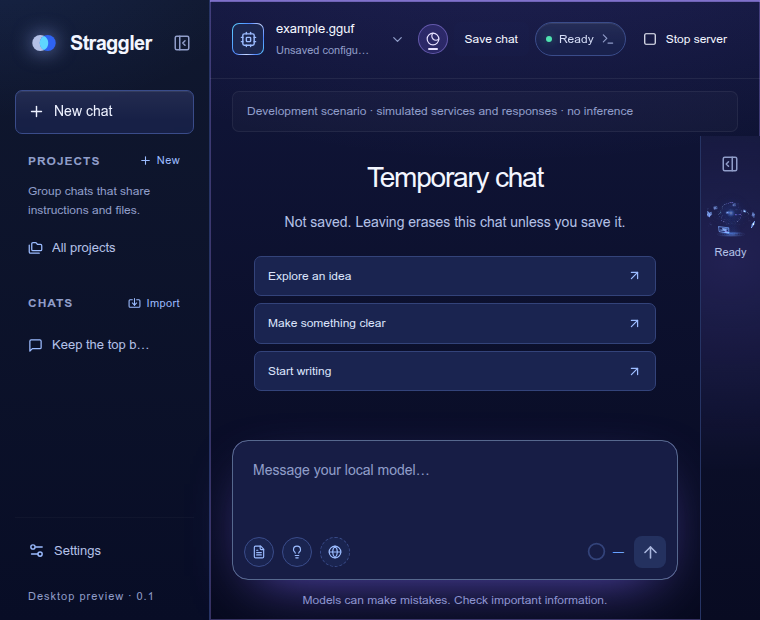 Straggler
New chat
PROJECTS
New
Group chats that share
instructions and files.
All projects
CHATS
Import
Keep the top b…
Settings
Desktop preview · 0.1
example.gguf
Unsaved configu…
Save chat
Ready
Stop server
Development scenario · simulated services and responses · no inference
Temporary chat
Not saved. Leaving erases this chat unless you save it.
Explore an idea
Make something clear
Start writing
Message your local model…
Models can make mistakes. Check important information.
Ready